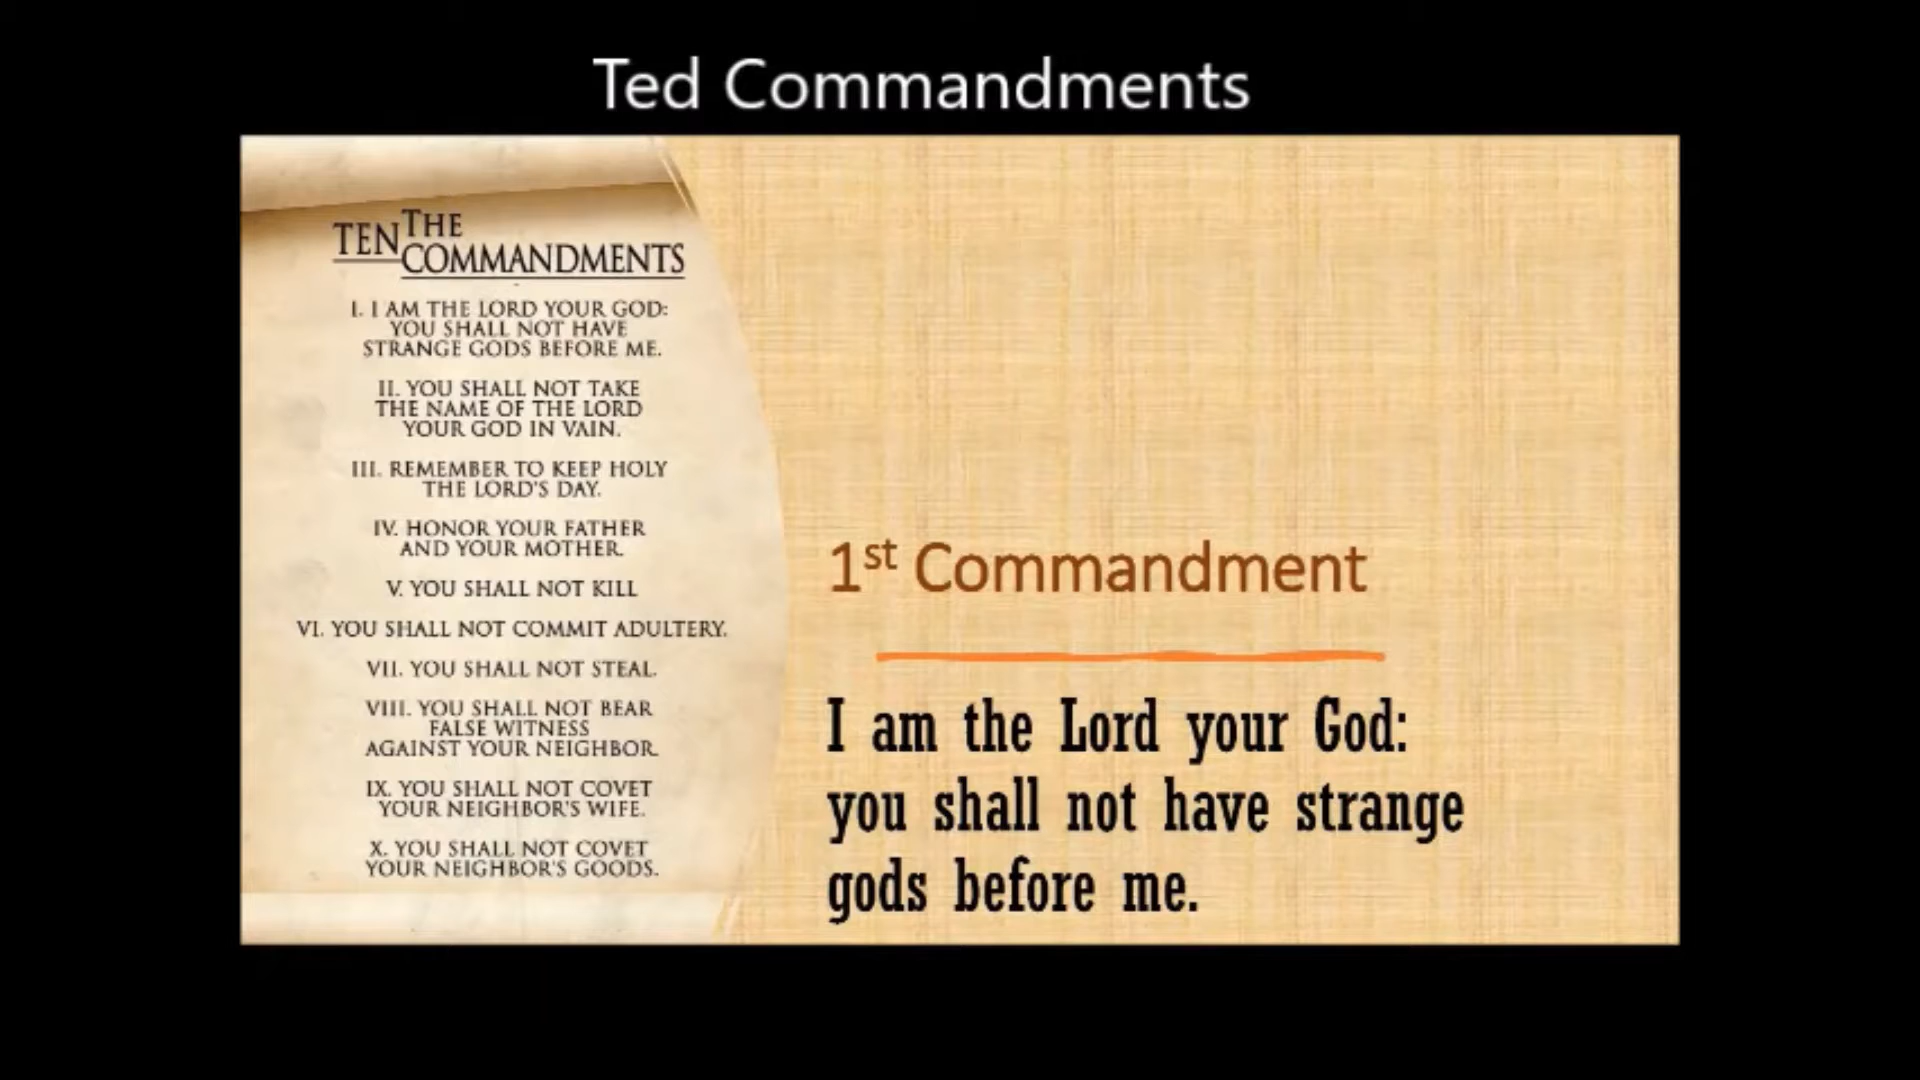 Ted Commandments
THE
TEN COMMANDMENTS
I. I AM THE LORD YOUR GOD:
YOU SHALL NOT HAVE
STRANGE GODS BEFORE ME.
II. YOU SHALL NOT TAKE
THE NAME OF THE LORD
YOUR GOD IN VAIN.
III. REMEMBER TO KEEP HOLY
THE LORD'S DAY.
IV. HONOR YOUR FATHER
AND YOUR MOTHER.
V. YOU SHALL NOT KILL
VI. YOU SHALL NOT COMMIT ADULTERY.
VII. YOU SHALL NOT STEAL.
VIII. YOU SHALL NOT BEAR
FALSE WITNESS
AGAINST YOUR NEIGHBOR.
IX. YOU SHALL NOT COVET
YOUR NEIGHBOR'S WIFE.
X. YOU SHALL NOT COVET
YOUR NEIGHBOR'S GOODS.
1st Commandment
I am the Lord your God:
you shall not have strange
gods before me.